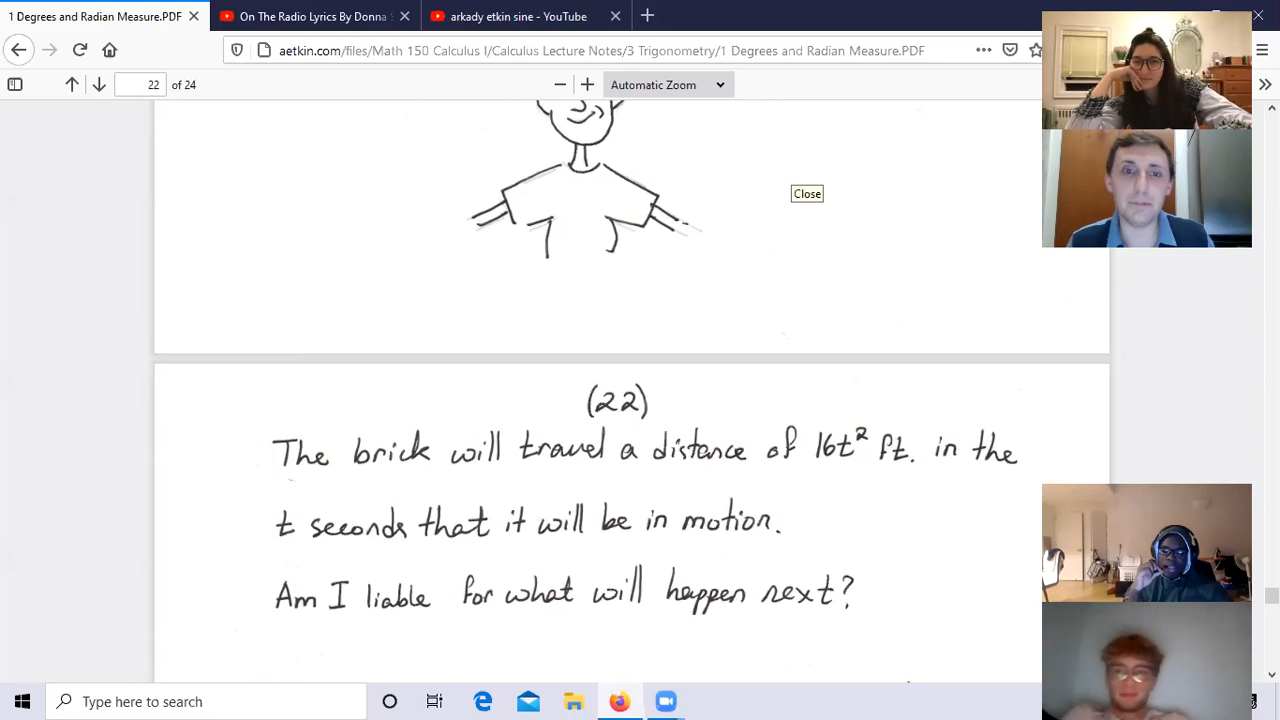 1 Degrees and Radian Measure.PDF
On The Radio Lyrics By Donna
arkady etkin sine - YouTube
aetkin.com/files/Math 150 Calculus I/Calculus Lecture Notes/3 Trigonometry/1 Degrees and Radian Measure.PDF
22 of 24
Automatic Zoom
Close
(22)
The brick will travel a distance of 16t² ft. in the
t seconds that it will be in motion.
Am I liable for what will happen next?
Type here to search